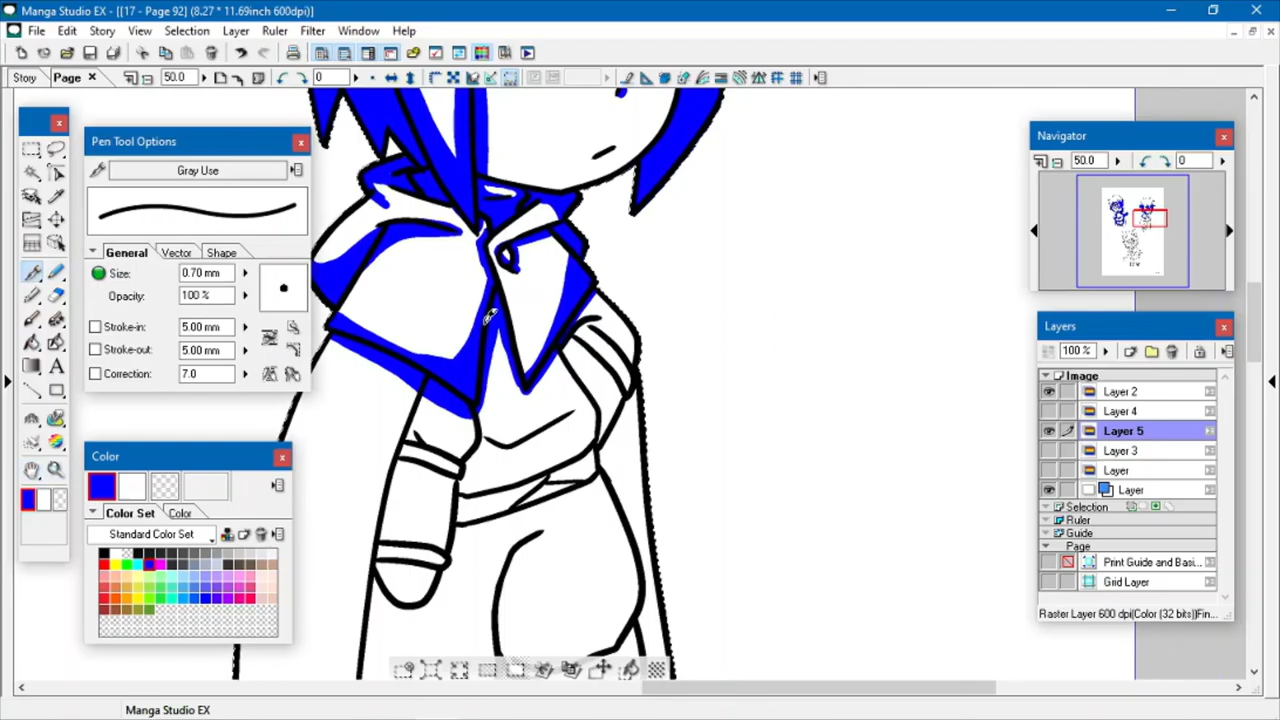 Manga Studio EX - [[17 - Page 92] (8.27 * 11.69inch 600dpi)]
File Edit Story View Selection Layer Ruler Filter Window Help
Story Page 50.0 0
Pen Tool Options
Gray Use
General Vector Shape
Size: 0.70 mm
Opacity: 100 %
Stroke-in: 5.00 mm
Stroke-out: 5.00 mm
Correction: 7.0
Color
Color Set Color
Standard Color Set
Navigator
50.0 0
Layers
100 %
Image
Layer 2
Layer 4
Layer 5
Layer 3
Layer
Layer
Selection
Ruler
Guide
Page
Print Guide and Basi...
Grid Layer
Raster Layer 600 dpi(Color (32 bits))Fin...
Manga Studio EX